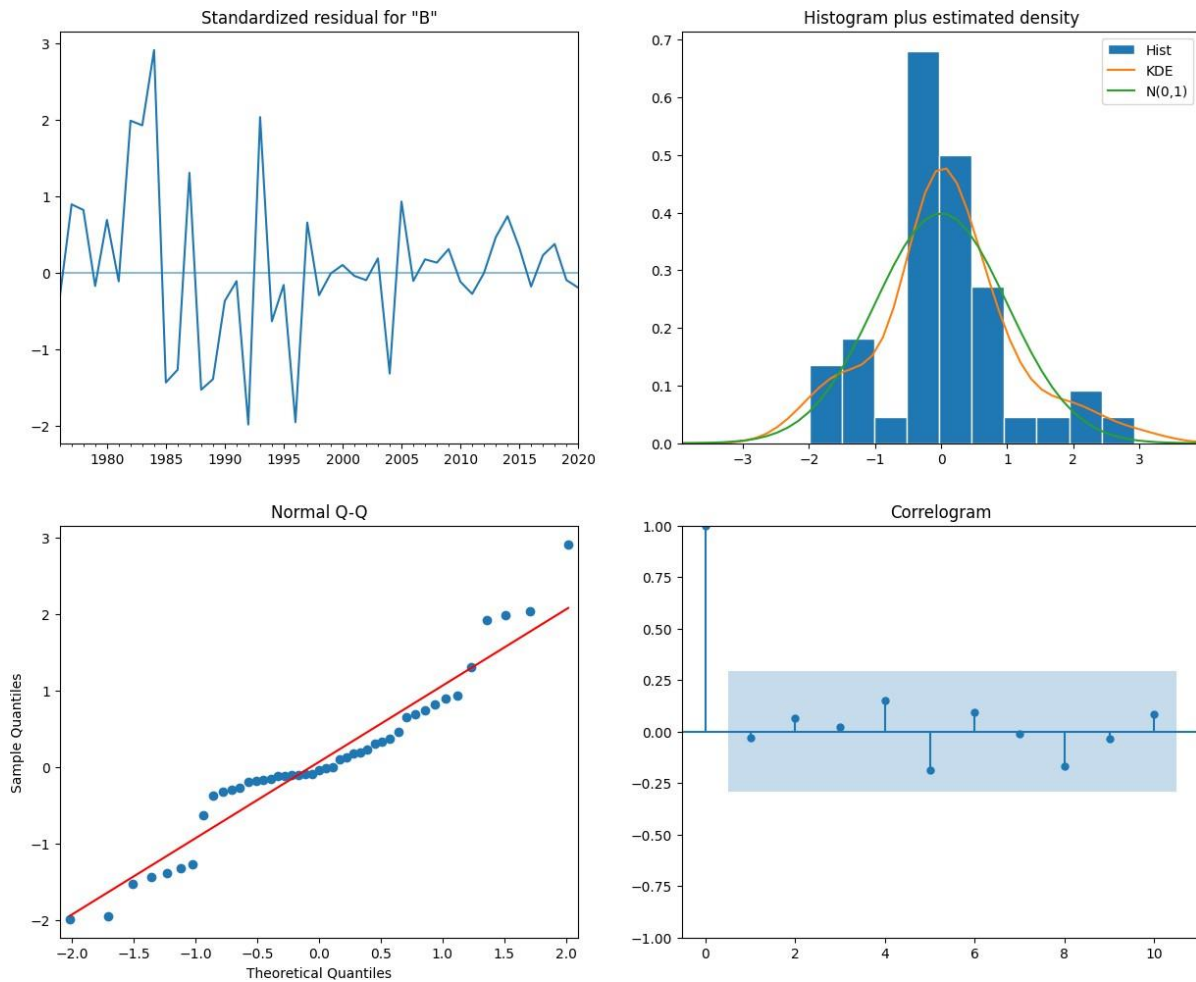 Standardized residual for "B"
3
2
1
0
−1
−2
1980 1985 1990 1995 2000 2005 2010 2015 2020
Histogram plus estimated density
0.7
0.6
0.5
0.4
0.3
0.2
0.1
0.0
−3 −2 −1 0 1 2 3
Hist
KDE
N(0,1)
Normal Q-Q
Sample Quantiles
3
2
1
0
−1
−2
−2.0 −1.5 −1.0 −0.5 0.0 0.5 1.0 1.5 2.0
Theoretical Quantiles
Correlogram
1.00
0.75
0.50
0.25
0.00
−0.25
−0.50
−0.75
−1.00
0 2 4 6 8 10